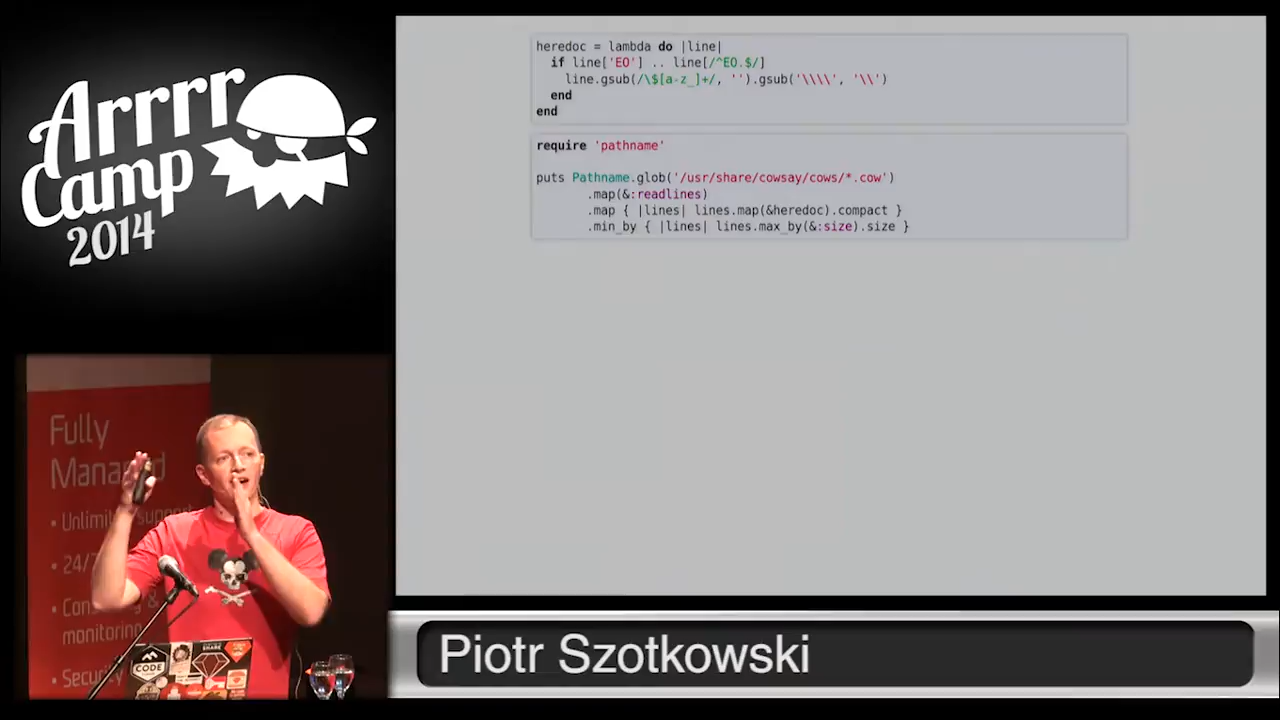 Arrrr
Camp
2014
heredoc = lambda do |line|
  if line['EO'] .. line[/^EO.$/]
    line.gsub(/\$[a-z_]+/, '').gsub('\\\\', '\\')
  end
end
require 'pathname'
puts Pathname.glob('/usr/share/cowsay/cows/*.cow')
       .map(&:readlines)
       .map { |lines| lines.map(&heredoc).compact }
       .min_by { |lines| lines.max_by(&:size).size }
Fully
Managed
• Unlimited support
• 24/7
monitoring
• Security
CODE
SHARE
Piotr Szotkowski